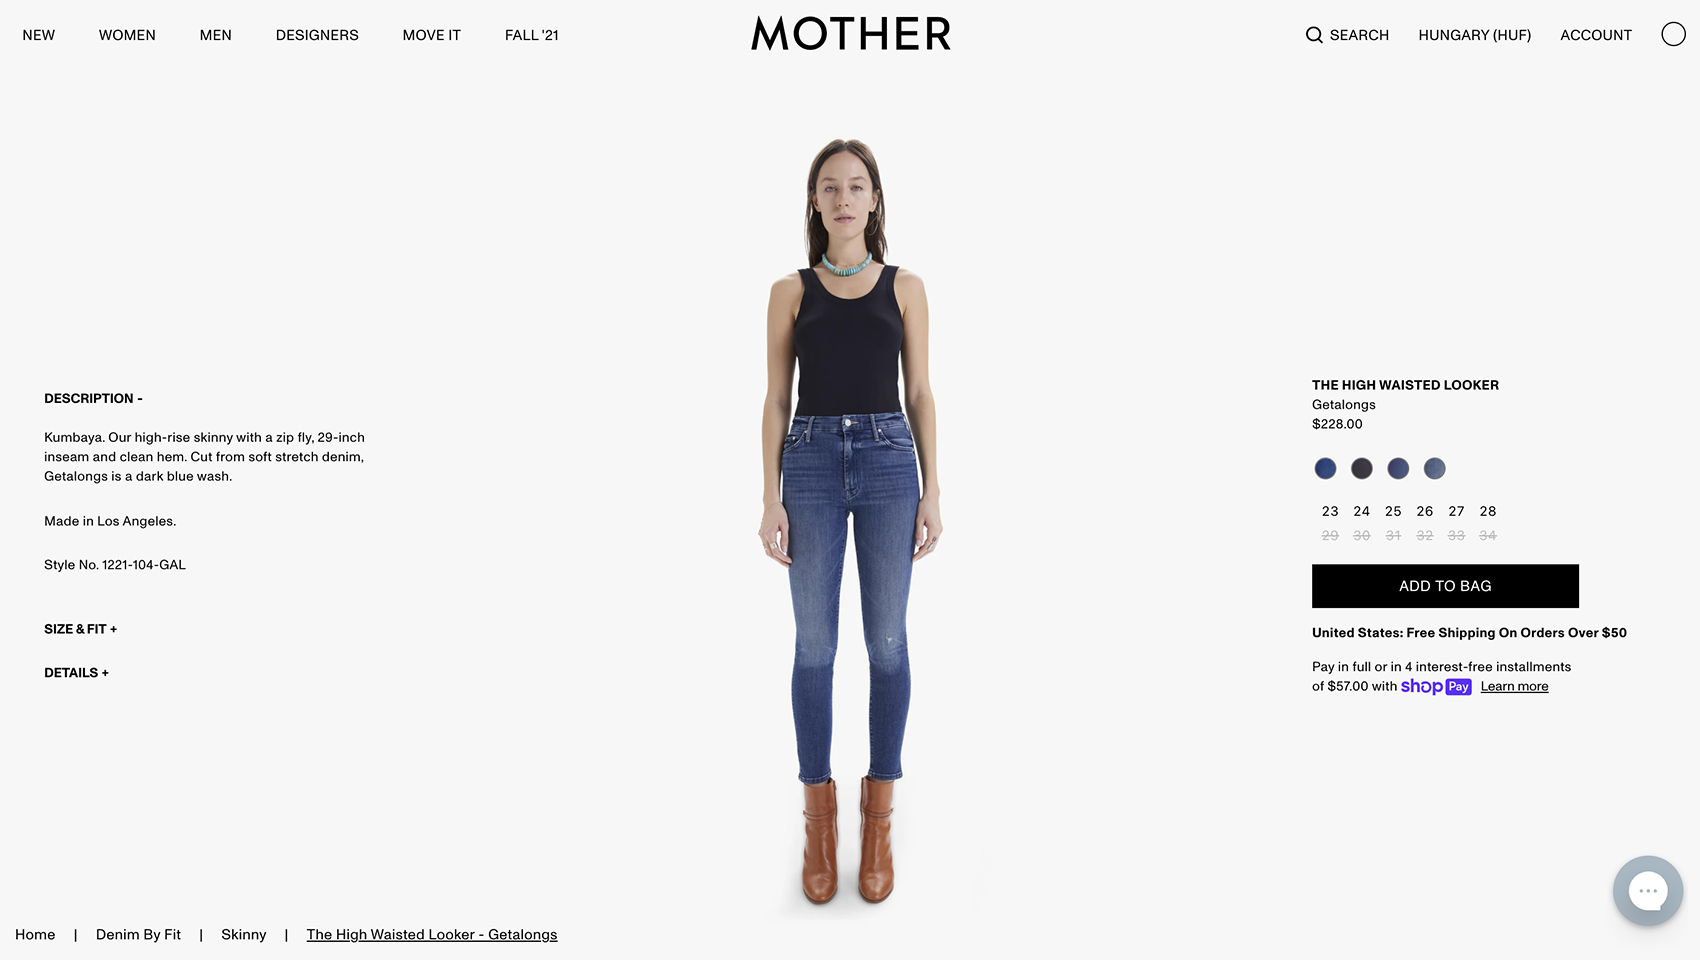 NEW WOMEN MEN DESIGNERS MOVE IT FALL '21
MOTHER
SEARCH HUNGARY (HUF) ACCOUNT
DESCRIPTION -
Kumbaya. Our high-rise skinny with a zip fly, 29-inch
inseam and clean hem. Cut from soft stretch denim,
Getalongs is a dark blue wash.
Made in Los Angeles.
Style No. 1221-104-GAL
SIZE & FIT +
DETAILS +
THE HIGH WAISTED LOOKER
Getalongs
$228.00
23 24 25 26 27 28
29 30 31 32 33 34
ADD TO BAG
United States: Free Shipping On Orders Over $50
Pay in full or in 4 interest-free installments
of $57.00 with shop Pay Learn more
Home | Denim By Fit | Skinny | The High Waisted Looker - Getalongs